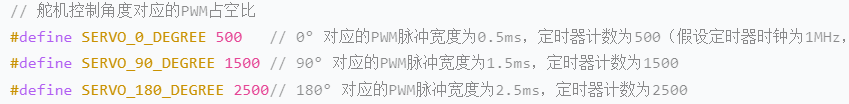 // 舵机控制角度对应的PWM占空比
#define SERVO_0_DEGREE 500   // 0° 对应的PWM脉冲宽度为0.5ms，定时器计数为500（假设定时器时钟为1MHz，
#define SERVO_90_DEGREE 1500 // 90° 对应的PWM脉冲宽度为1.5ms，定时器计数为1500
#define SERVO_180_DEGREE 2500// 180° 对应的PWM脉冲宽度为2.5ms，定时器计数为2500